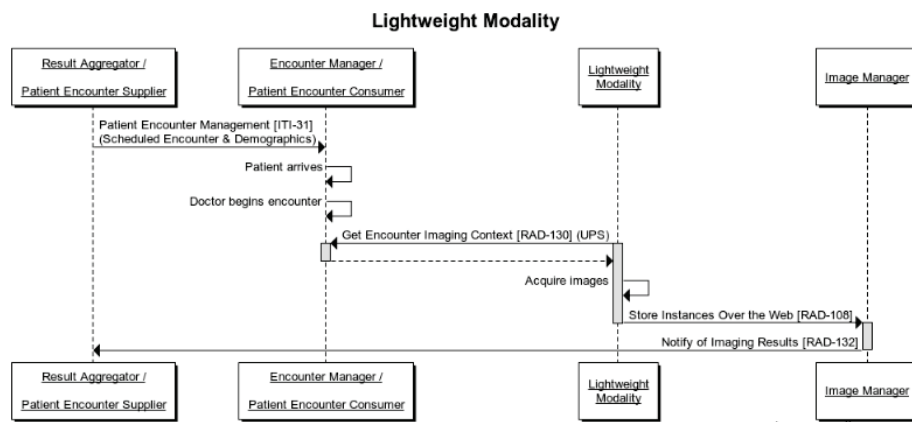 Lightweight Modality
Result Aggregator /
Patient Encounter Supplier
Encounter Manager /
Patient Encounter Consumer
Lightweight
Modality
Image Manager
Patient Encounter Management [ITI-31]
(Scheduled Encounter & Demographics)
Patient arrives
Doctor begins encounter
Get Encounter Imaging Context [RAD-130] (UPS)
Acquire images
Store Instances Over the Web [RAD-108]
Notify of Imaging Results [RAD-132]
Result Aggregator /
Patient Encounter Supplier
Encounter Manager /
Patient Encounter Consumer
Lightweight
Modality
Image Manager